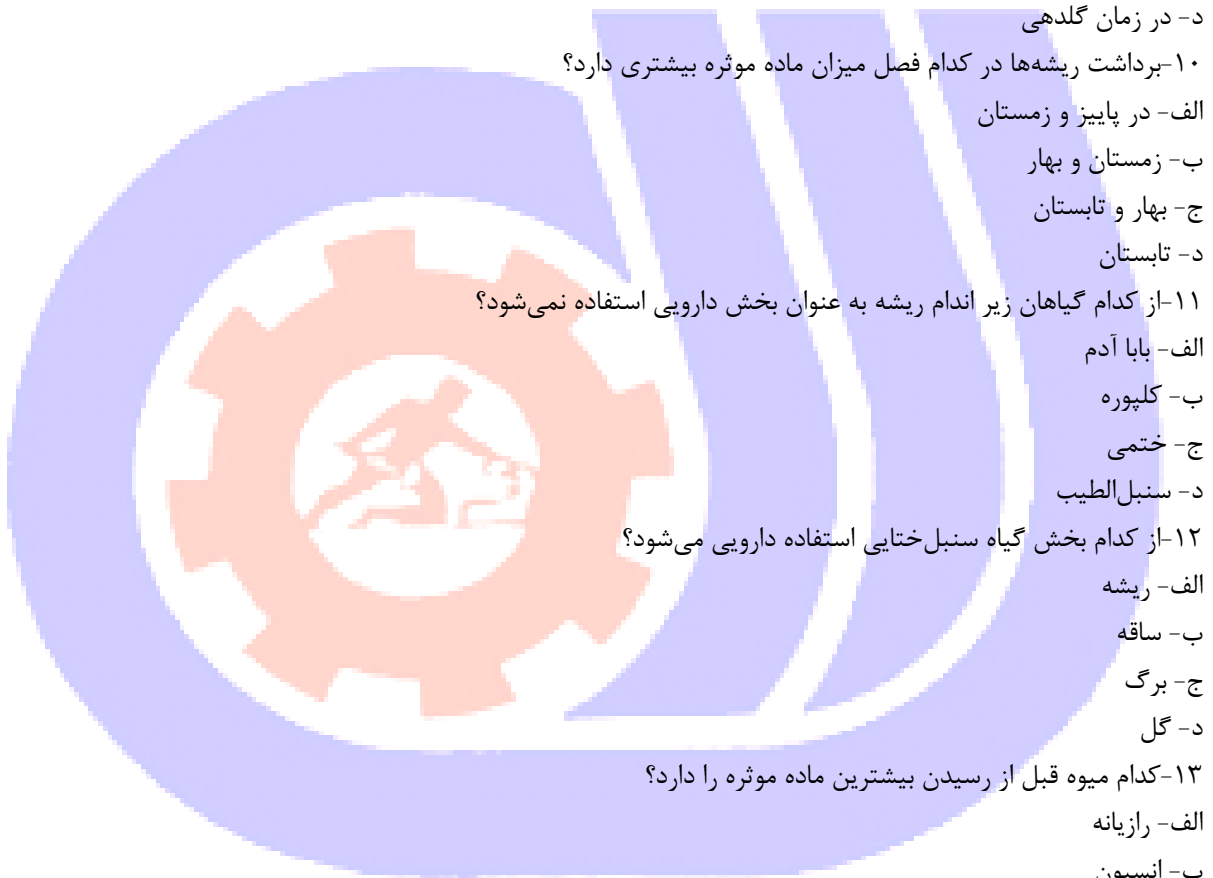 د- در زمان گلدهی
۱۰-برداشت ریشه‌ها در کدام فصل میزان ماده موثره بیشتری دارد؟
الف- در پاییز و زمستان
ب- زمستان و بهار
ج- بهار و تابستان
د- تابستان
۱۱-از کدام گیاهان زیر اندام ریشه به عنوان بخش دارویی استفاده نمی‌شود؟
الف- بابا آدم
ب- کلپوره
ج- ختمی
د- سنبل‌الطیب
۱۲-از کدام بخش گیاه سنبل‌ختایی استفاده دارویی می‌شود؟
الف- ریشه
ب- ساقه
ج- برگ
د- گل
۱۳-کدام میوه قبل از رسیدن بیشترین ماده موثره را دارد؟
الف- رازیانه
ب- انسیون